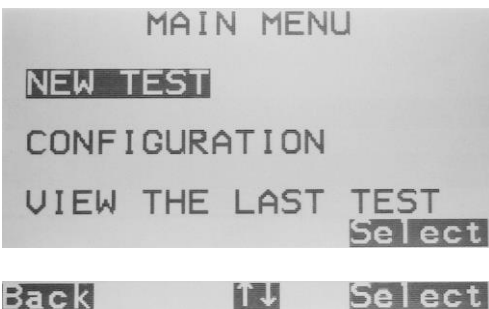 MAIN MENU
NEW TEST
CONFIGURATION
VIEW THE LAST TEST
Select
Back ↑↓ Select